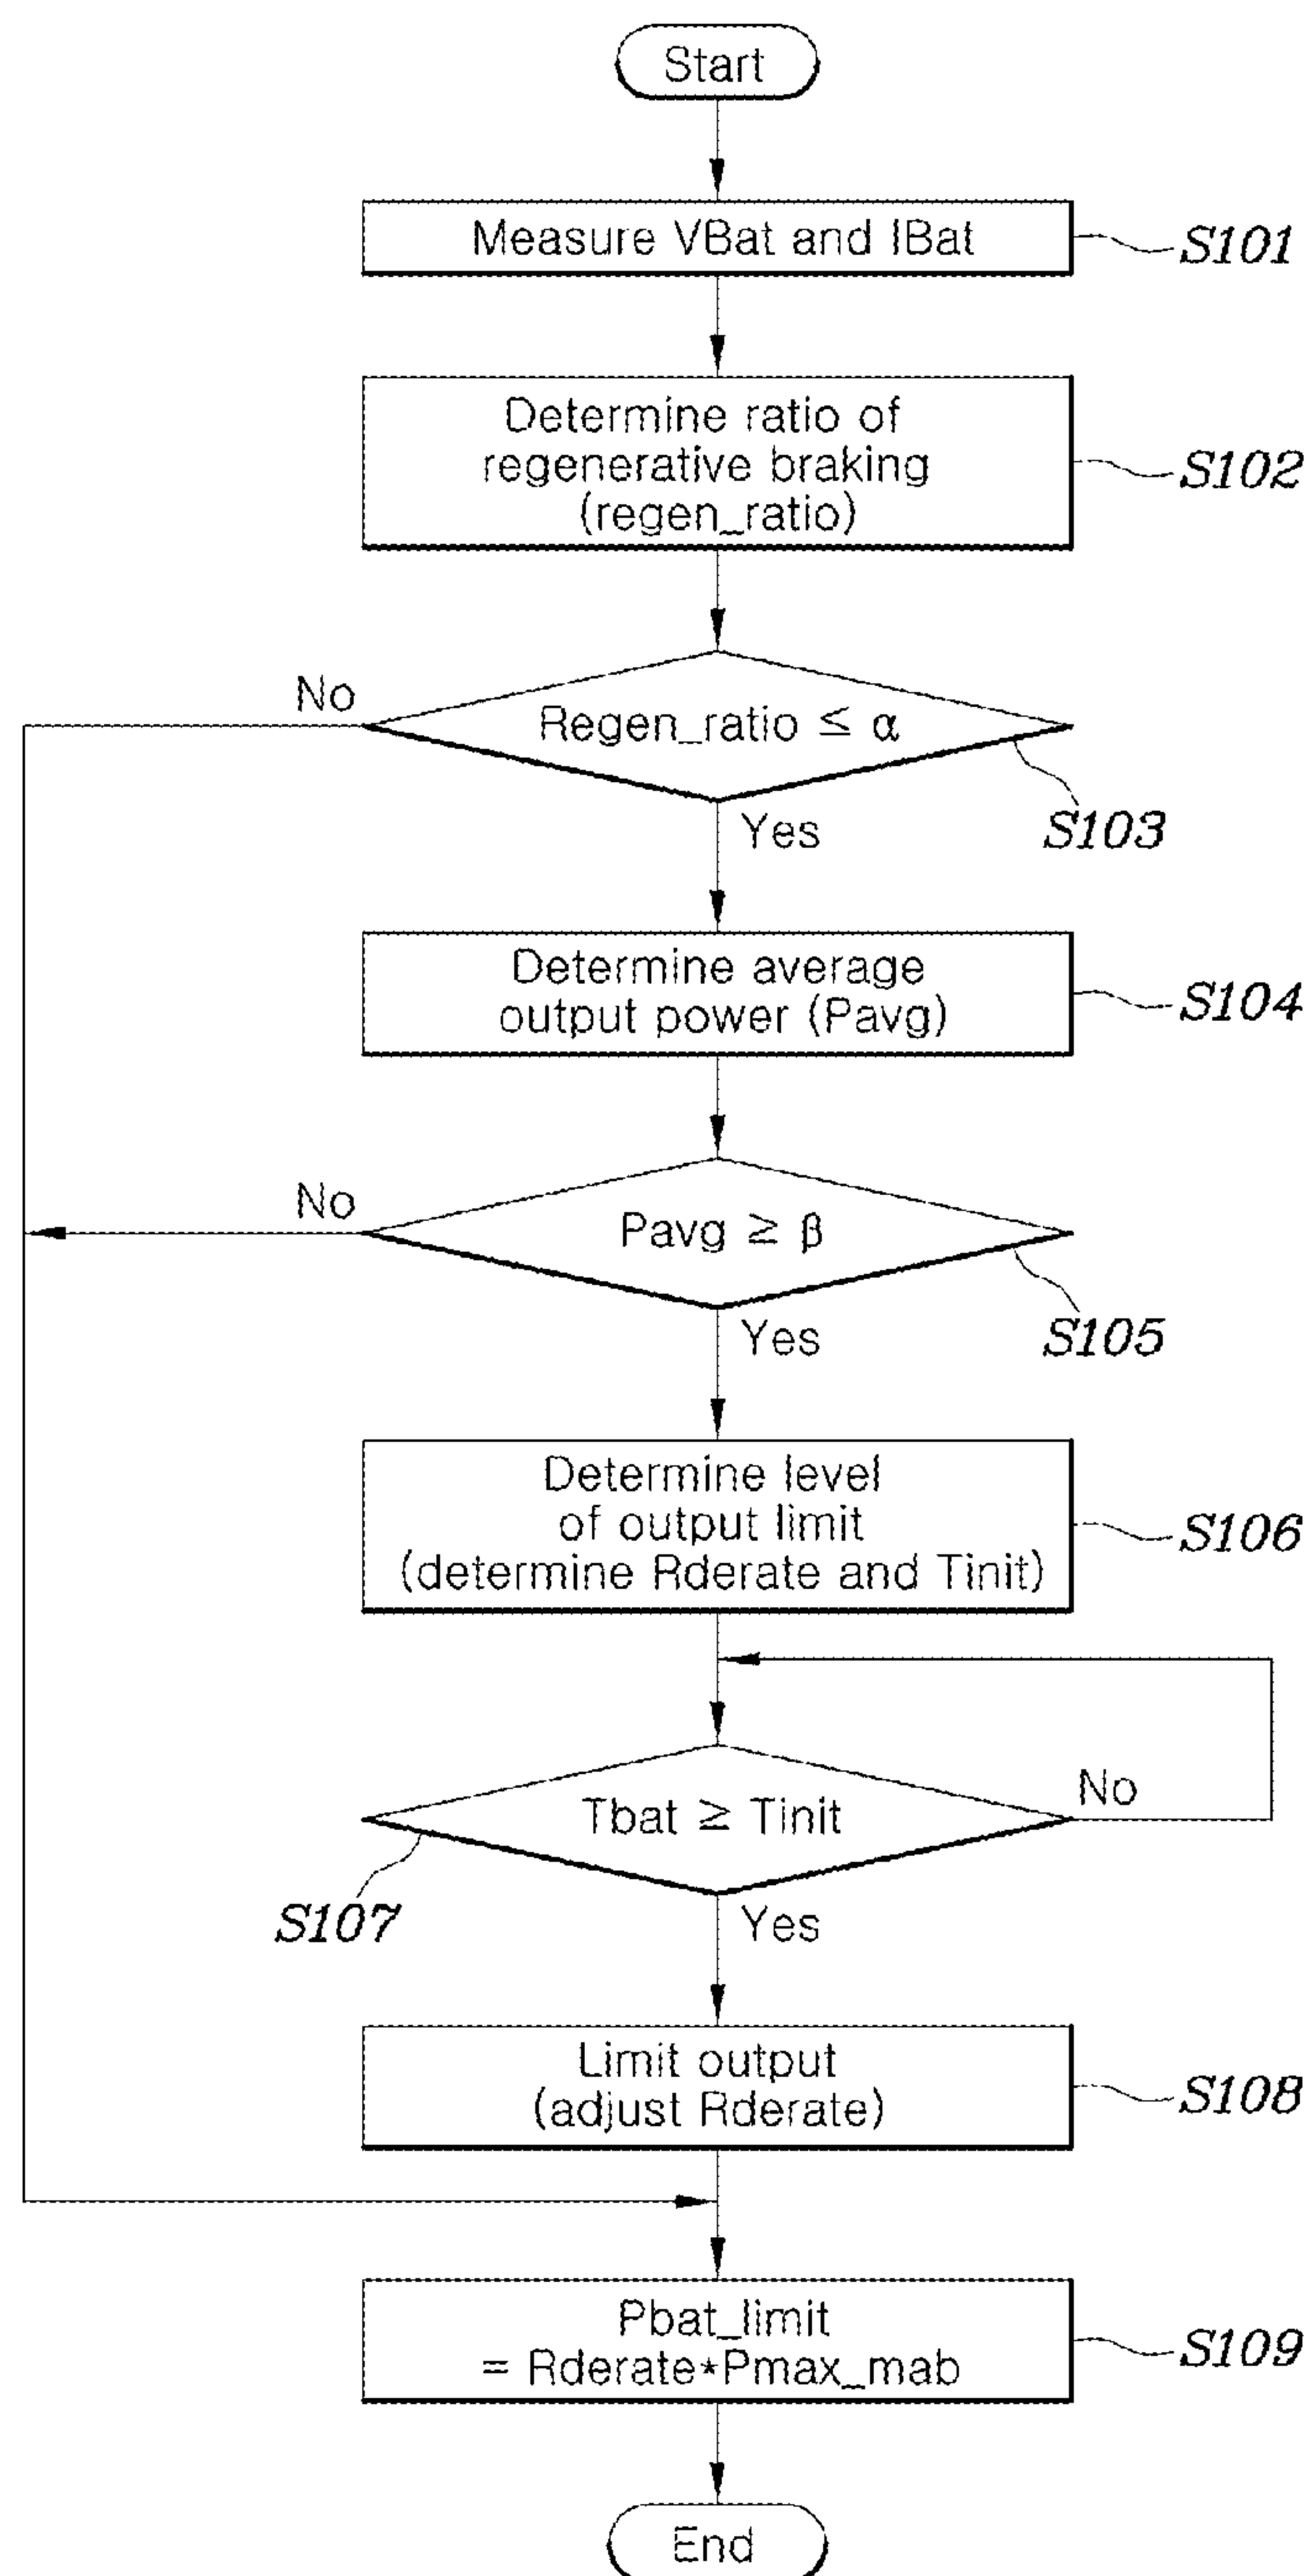 Start
Measure VBat and IBat
S101
Determine ratio of
regenerative braking
(regen_ratio)
S102
No
Regen_ratio ≤ α
S103
Yes
Determine average
output power (Pavg)
S104
No
Pavg ≥ β
S105
Yes
Determine level
of output limit
(determine Rderate and Tinit)
S106
Tbat ≥ Tinit
No
S107
Yes
Limit output
(adjust Rderate)
S108
Pbat_limit
= Rderate*Pmax_mab
S109
End